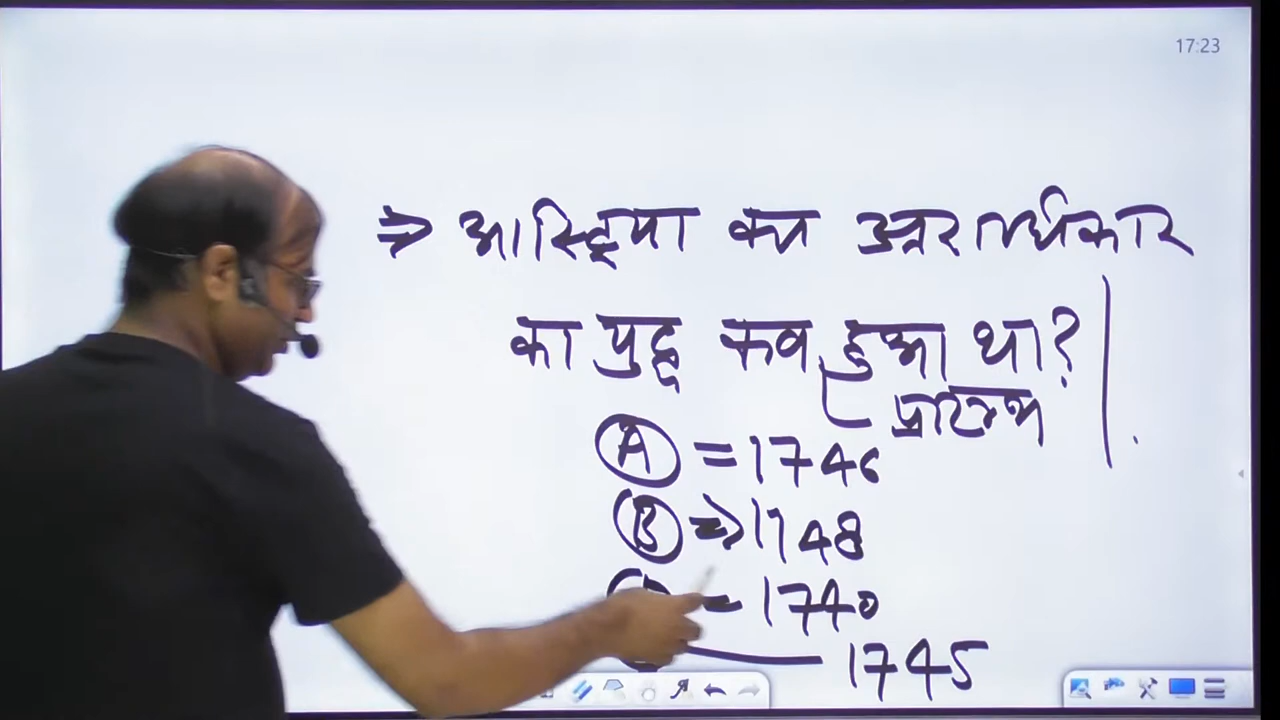 17:23
⇒ आस्ट्रिया का उत्तराधिकार
का युद्ध कब हुआ था?
प्रारम्भ
A = 1746
B ⇒ 1748
= 1740
1745